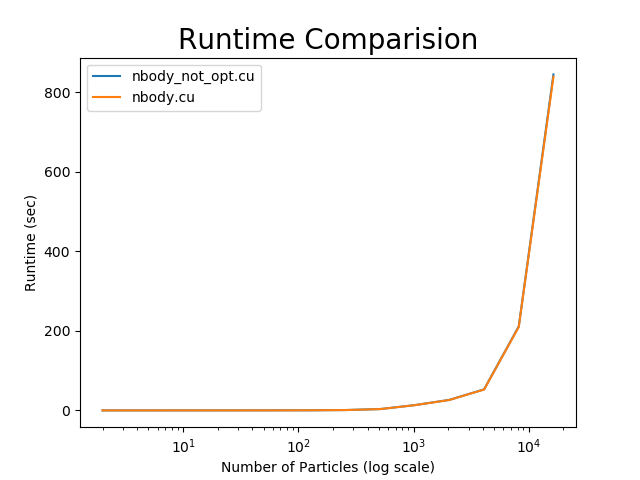 Runtime Comparision
nbody_not_opt.cu
nbody.cu
800
600
400
200
0
Runtime (sec)
10¹ 10² 10³ 10⁴
Number of Particles (log scale)